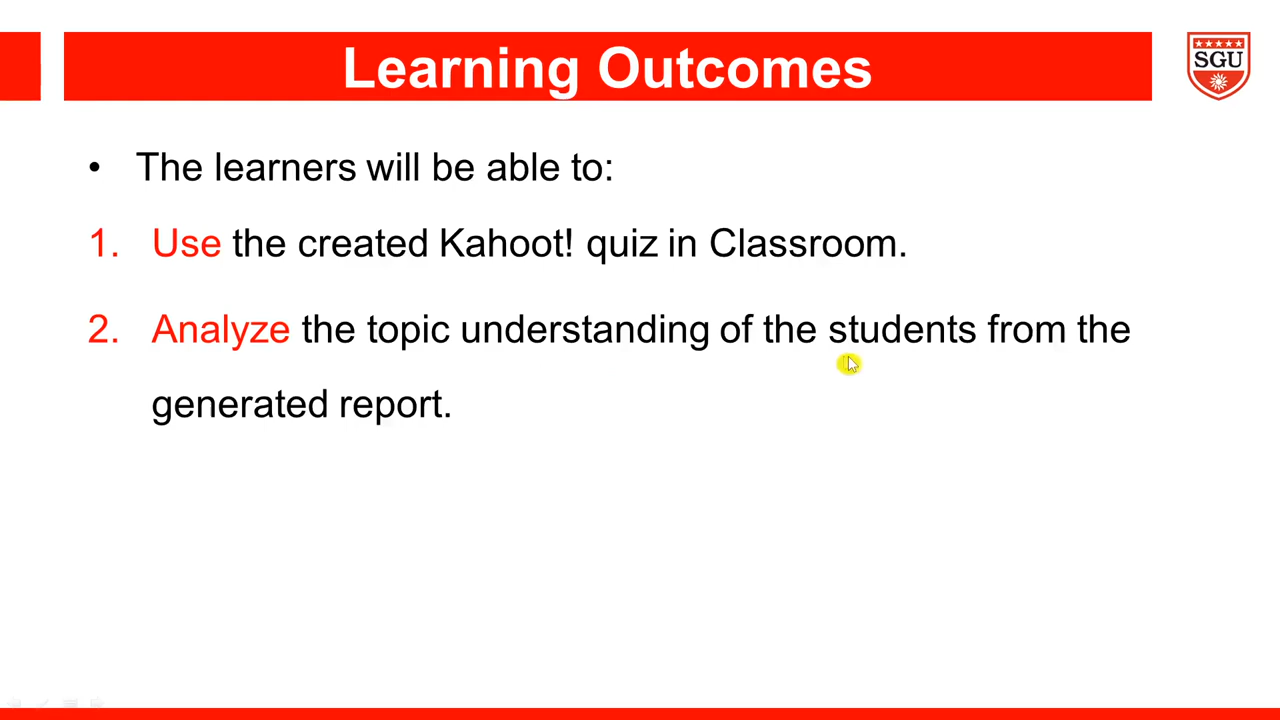 Learning Outcomes
SGU
• The learners will be able to:
1. Use the created Kahoot! quiz in Classroom.
2. Analyze the topic understanding of the students from the
generated report.